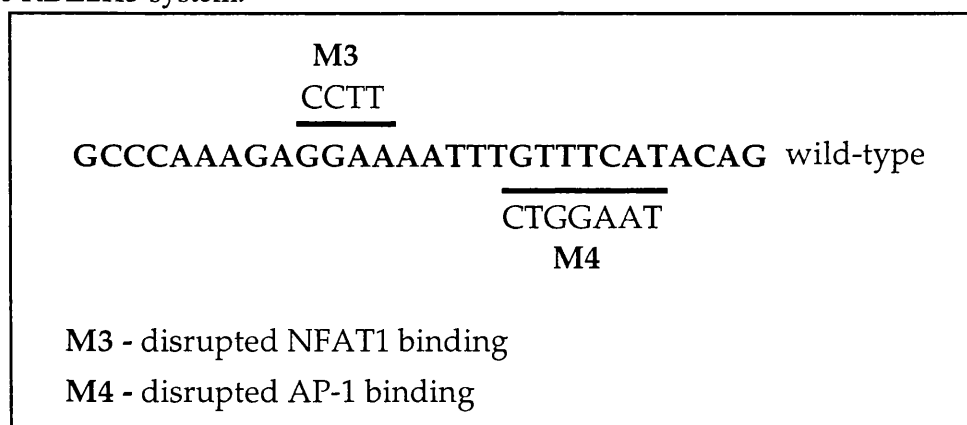 M3
CCTT
GCCCAAAGAGGAAAATTTGTTTCATACAG wild-type
CTGGAAT
M4
M3 - disrupted NFAT1 binding
M4 - disrupted AP-1 binding